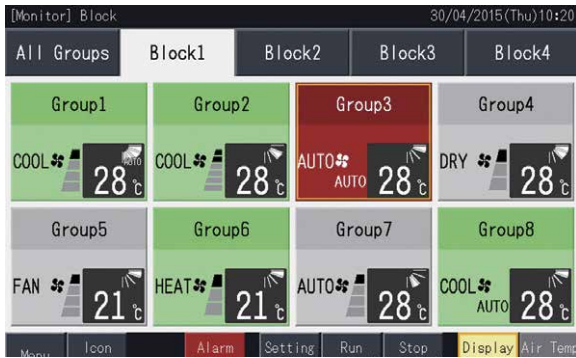 [Monitor] Block 30/04/2015(Thu)10:20
All Groups Block1 Block2 Block3 Block4
Group1 Group2 Group3 Group4
COOL AUTO 28℃ COOL 28℃ AUTO AUTO 28℃ DRY 28℃
Group5 Group6 Group7 Group8
FAN 21℃ HEAT 21℃ AUTO 28℃ COOL AUTO 28℃
Menu Icon Alarm Setting Run Stop Display Air Temp